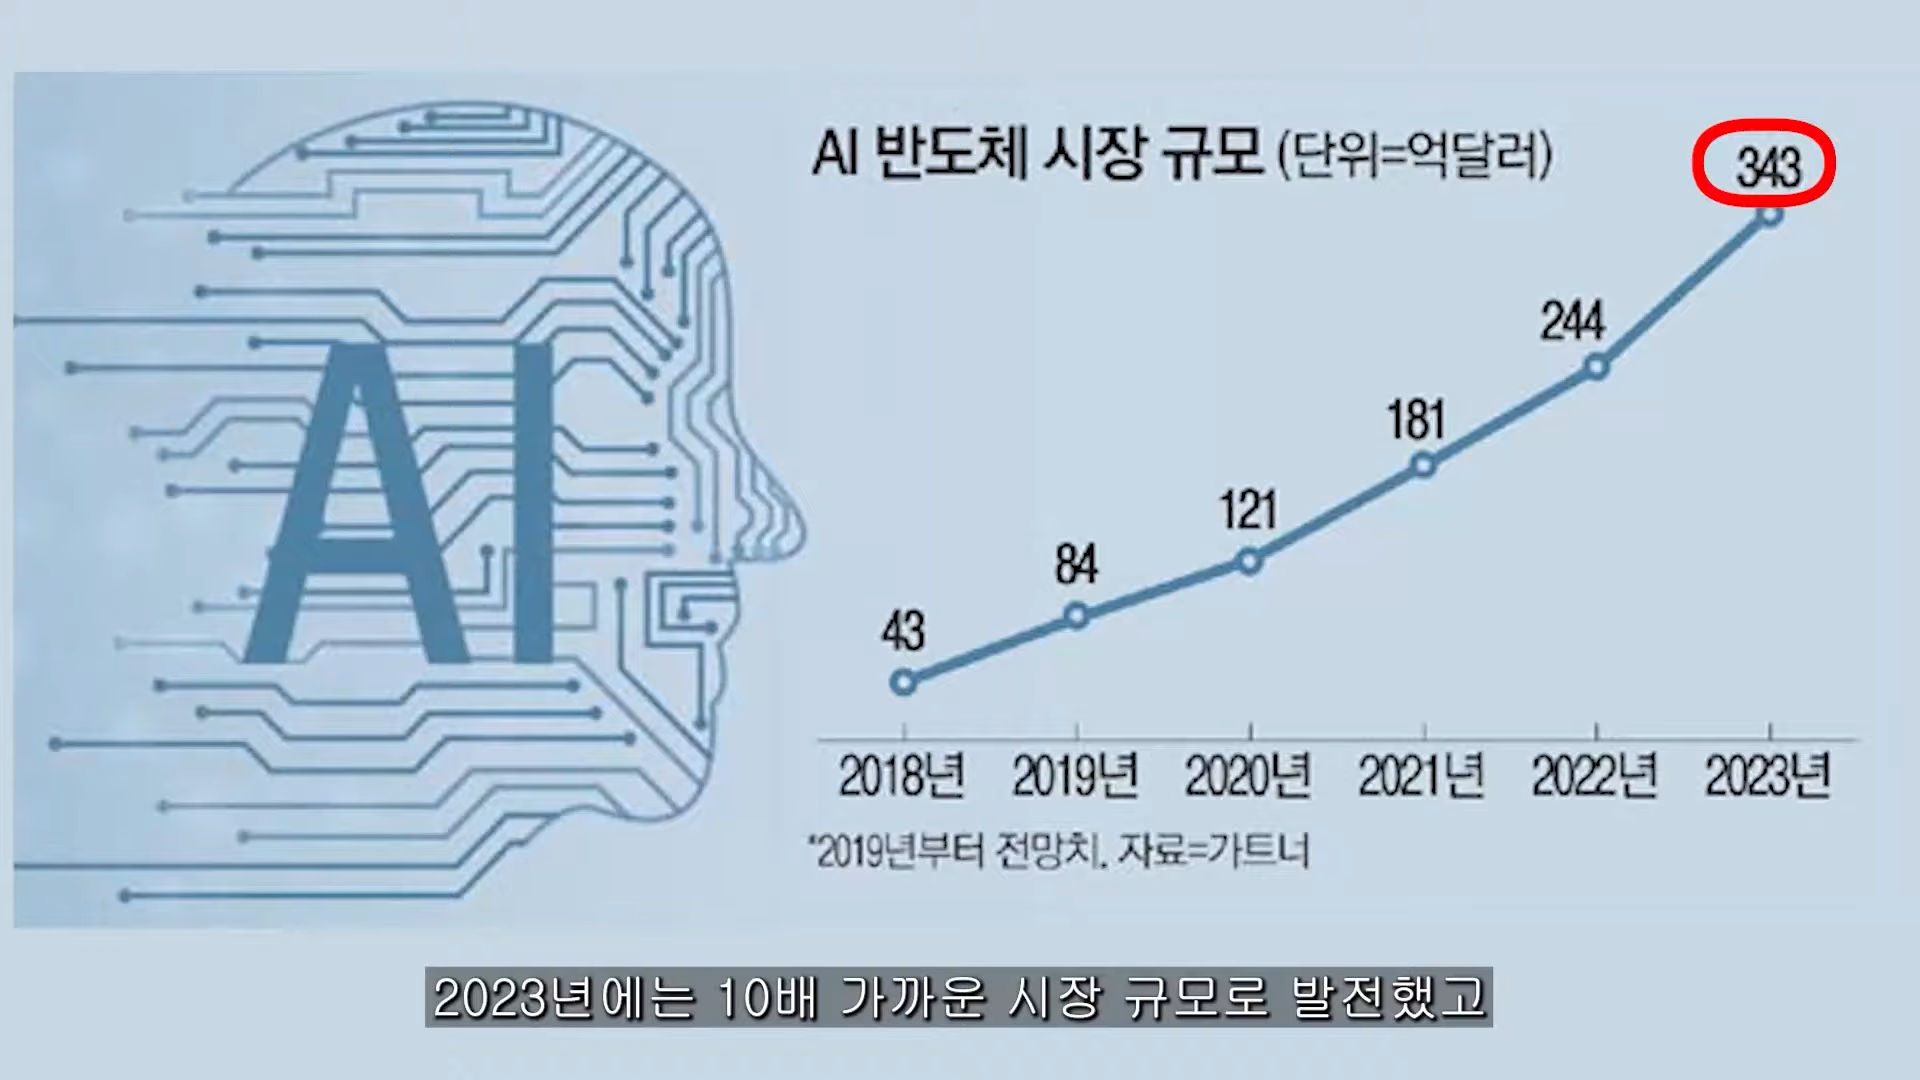 AI 반도체 시장 규모 (단위=억달러)
343
244
181
121
84
43
2018년 2019년 2020년 2021년 2022년 2023년
*2019년부터 전망치. 자료=가트너
AI
2023년에는 10배 가까운 시장 규모로 발전했고